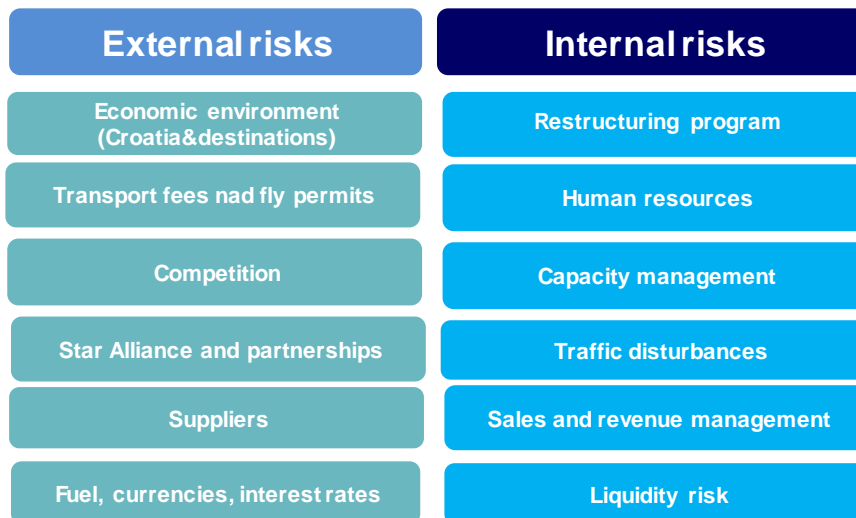 External risks
Internal risks
Economic environment
(Croatia&destinations)
Restructuring program
Transport fees nad fly permits
Human resources
Competition
Capacity management
Star Alliance and partnerships
Traffic disturbances
Suppliers
Sales and revenue management
Fuel, currencies, interest rates
Liquidity risk